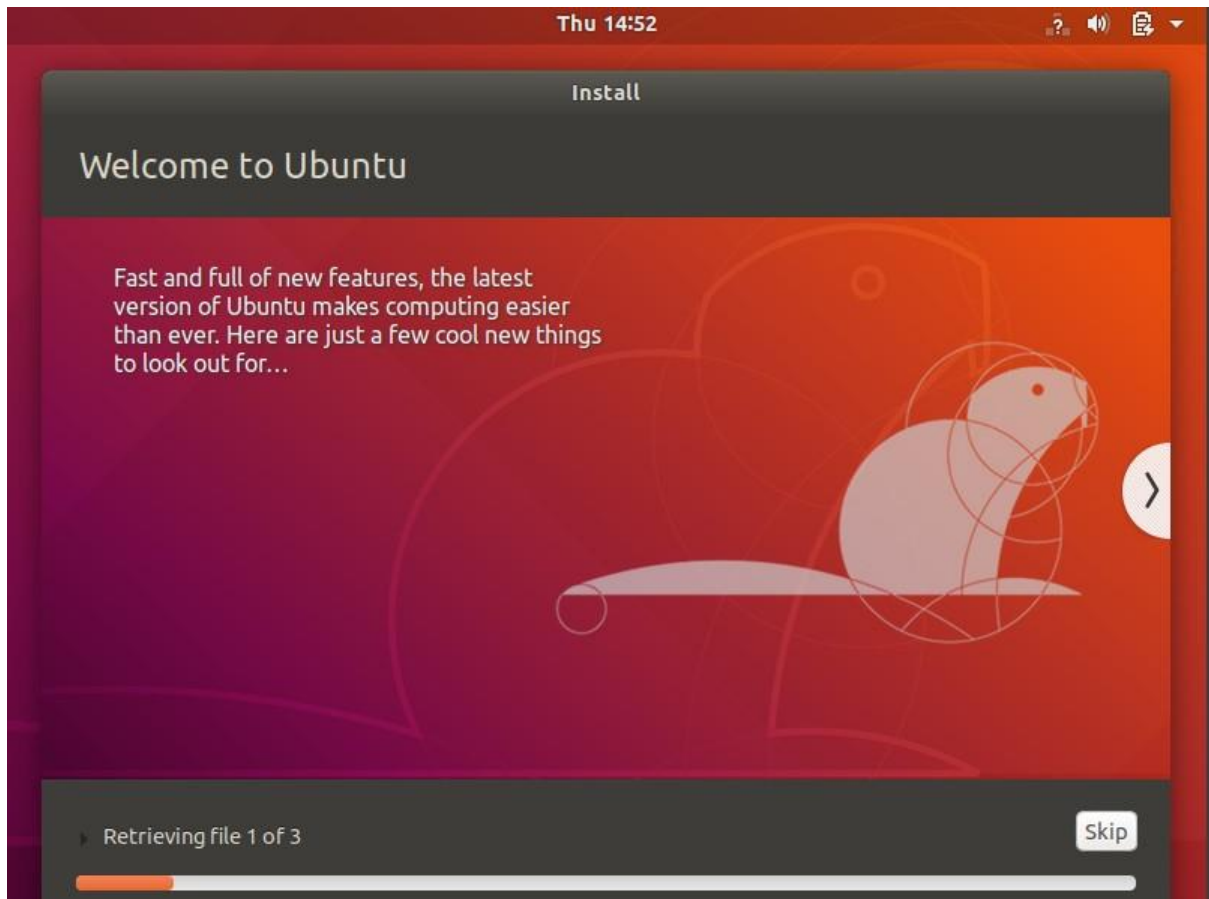 Thu 14:52
Install
Welcome to Ubuntu
Fast and full of new features, the latest
version of Ubuntu makes computing easier
than ever. Here are just a few cool new things
to look out for…
Retrieving file 1 of 3
Skip